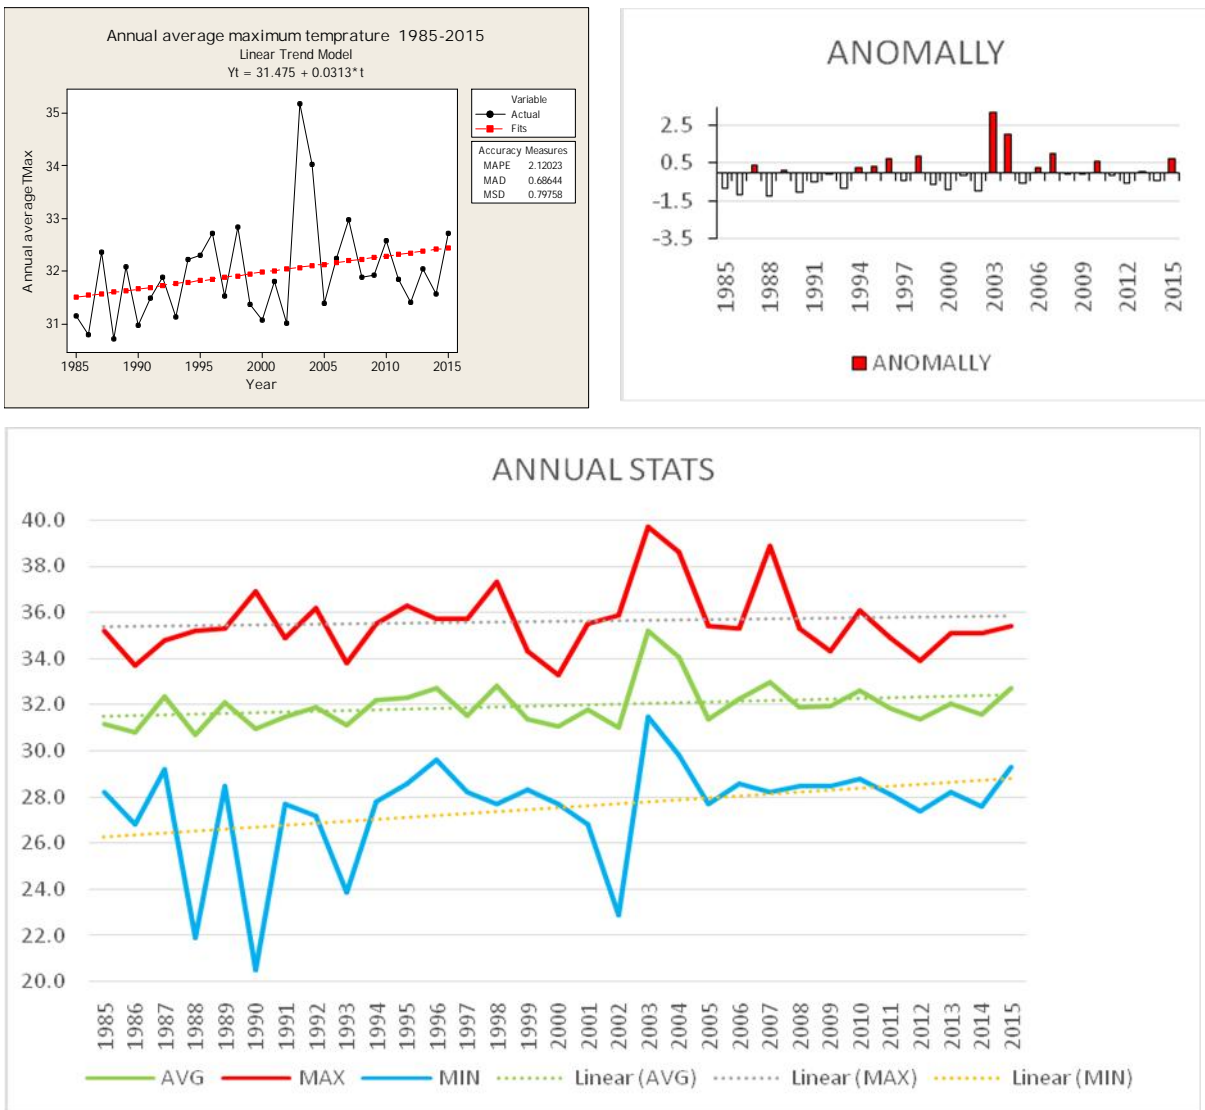 Annual average maximum temprature 1985-2015
Linear Trend Model
Yt = 31.475 + 0.0313*t
Annual average TMax
35
34
33
32
31
1985 1990 1995 2000 2005 2010 2015
Year
Variable
Actual
Fits
Accuracy Measures
MAPE 2.12023
MAD 0.68644
MSD 0.79758
ANOMALLY
2.5
0.5
-1.5
-3.5
1985 1988 1991 1994 1997 2000 2003 2006 2009 2012 2015
ANOMALLY
ANNUAL STATS
40.0
38.0
36.0
34.0
32.0
30.0
28.0
26.0
24.0
22.0
20.0
1985 1986 1987 1988 1989 1990 1991 1992 1993 1994 1995 1996 1997 1998 1999 2000 2001 2002 2003 2004 2005 2006 2007 2008 2009 2010 2011 2012 2013 2014 2015
AVG MAX MIN Linear (AVG) Linear (MAX) Linear (MIN)